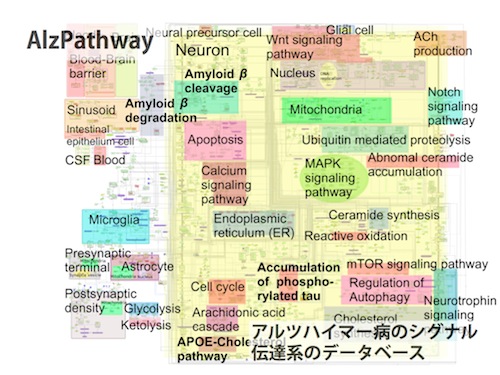 AlzPathway
Neural precursor cell
Glial cell
Blood-Brain
barrier
Neuron
Wnt signaling
pathway
ACh
production
Amyloid β
cleavage
Nucleus
Sinusoid
Amyloid β
degradation
Mitochondria
Notch
signaling
pathway
Intestinal
epithelium cell
Apoptosis
Ubiquitin mediated proteolysis
CSF Blood
Calcium
signaling
pathway
MAPK
signaling
pathway
Abnomal ceramide
accumulation
Microglia
Endoplasmic
reticulum (ER)
Ceramide synthesis
Reactive oxidation
Presynaptic
terminal
Astrocyte
Accumulation
of phospho-
rylated tau
mTOR signaling pathway
Postsynaptic
density
Glycolysis
Ketolysis
Cell cycle
Regulation of
Autophagy
Neurotrophin
signaling
Arachidonic acid
cascade
Cholesterol
APOE-Cholesterol
pathway
アルツハイマー病のシグナル
伝達系のデータベース